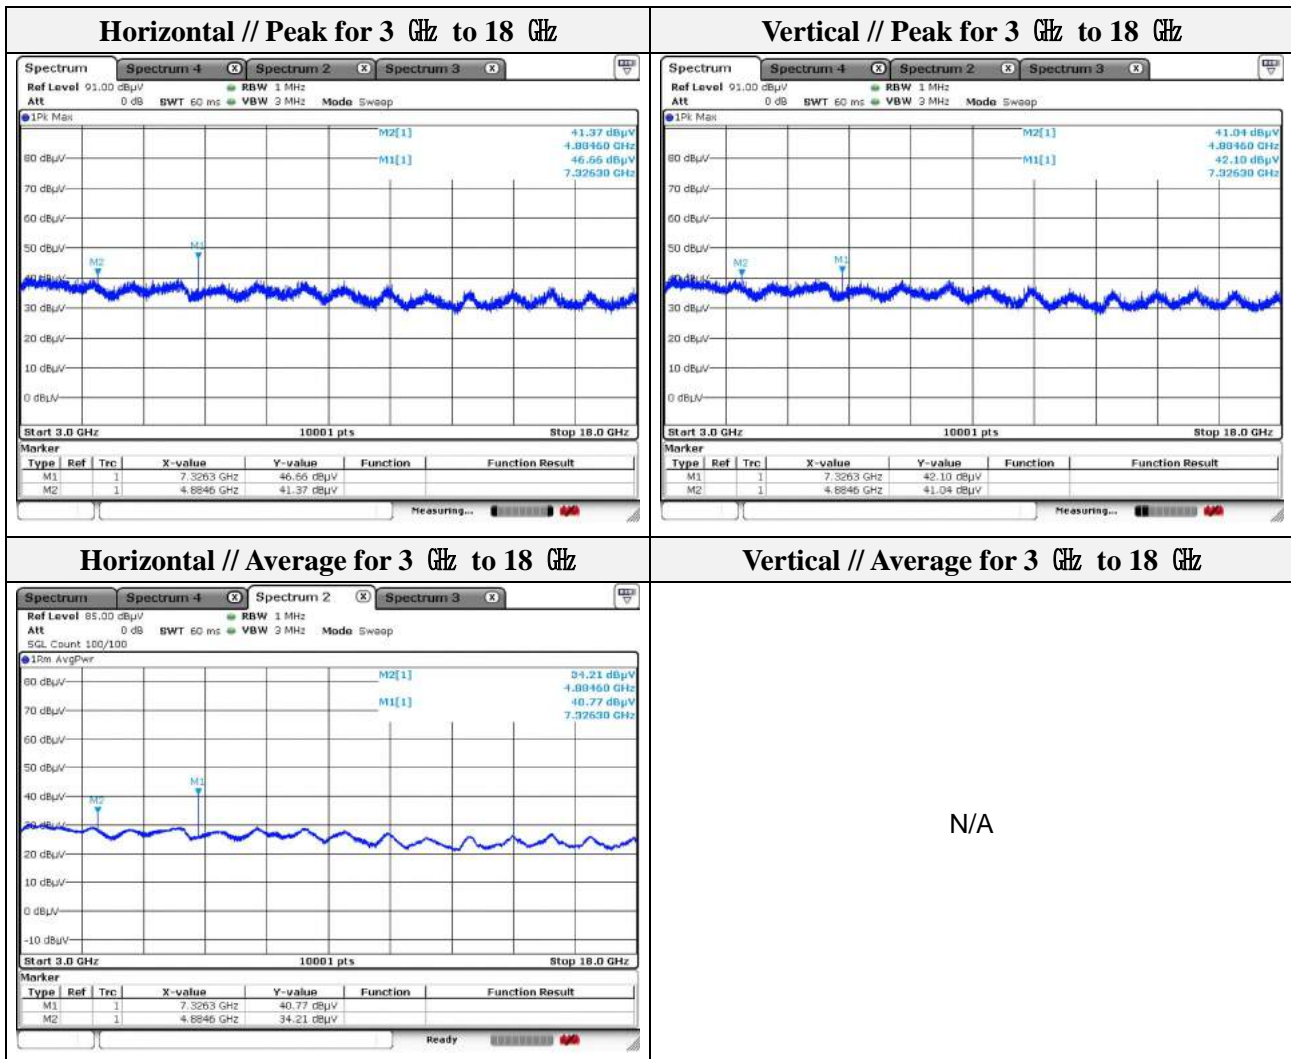 Horizontal // Peak for 3 ㎓ to 18 ㎓
Vertical // Peak for 3 ㎓ to 18 ㎓
Spectrum Spectrum 4 Spectrum 2 Spectrum 3
Ref Level 91.00 dBµV RBW 1 MHz
Att 0 dB SWT 60 ms VBW 3 MHz Mode Sweep
1Pk Max
M2[1] 41.37 dBµV
4.88460 GHz
M1[1] 46.66 dBµV
7.32630 GHz
80 dBµV
70 dBµV
60 dBµV
50 dBµV
M1
M2
40 dBµV
30 dBµV
20 dBµV
10 dBµV
0 dBµV
Start 3.0 GHz 10001 pts Stop 18.0 GHz
Marker
Type Ref Trc X-value Y-value Function Function Result
M1 1 7.3263 GHz 46.66 dBµV
M2 1 4.8846 GHz 41.37 dBµV
Measuring...
Spectrum Spectrum 4 Spectrum 2 Spectrum 3
Ref Level 91.00 dBµV RBW 1 MHz
Att 0 dB SWT 60 ms VBW 3 MHz Mode Sweep
1Pk Max
M2[1] 41.04 dBµV
4.88460 GHz
M1[1] 42.10 dBµV
7.32630 GHz
80 dBµV
70 dBµV
60 dBµV
50 dBµV
M2 M1
40 dBµV
30 dBµV
20 dBµV
10 dBµV
0 dBµV
Start 3.0 GHz 10001 pts Stop 18.0 GHz
Marker
Type Ref Trc X-value Y-value Function Function Result
M1 1 7.3263 GHz 42.10 dBµV
M2 1 4.8846 GHz 41.04 dBµV
Measuring...
Horizontal // Average for 3 ㎓ to 18 ㎓
Vertical // Average for 3 ㎓ to 18 ㎓
Spectrum Spectrum 4 Spectrum 2 Spectrum 3
Ref Level 85.00 dBµV RBW 1 MHz
Att 0 dB SWT 60 ms VBW 3 MHz Mode Sweep
SGL Count 100/100
1Rm AvgPwr
M2[1] 34.21 dBµV
4.88460 GHz
M1[1] 40.77 dBµV
7.32630 GHz
80 dBµV
70 dBµV
60 dBµV
50 dBµV
M1
40 dBµV
M2
30 dBµV
20 dBµV
10 dBµV
0 dBµV
-10 dBµV
Start 3.0 GHz 10001 pts Stop 18.0 GHz
Marker
Type Ref Trc X-value Y-value Function Function Result
M1 1 7.3263 GHz 40.77 dBµV
M2 1 4.8846 GHz 34.21 dBµV
Ready
N/A